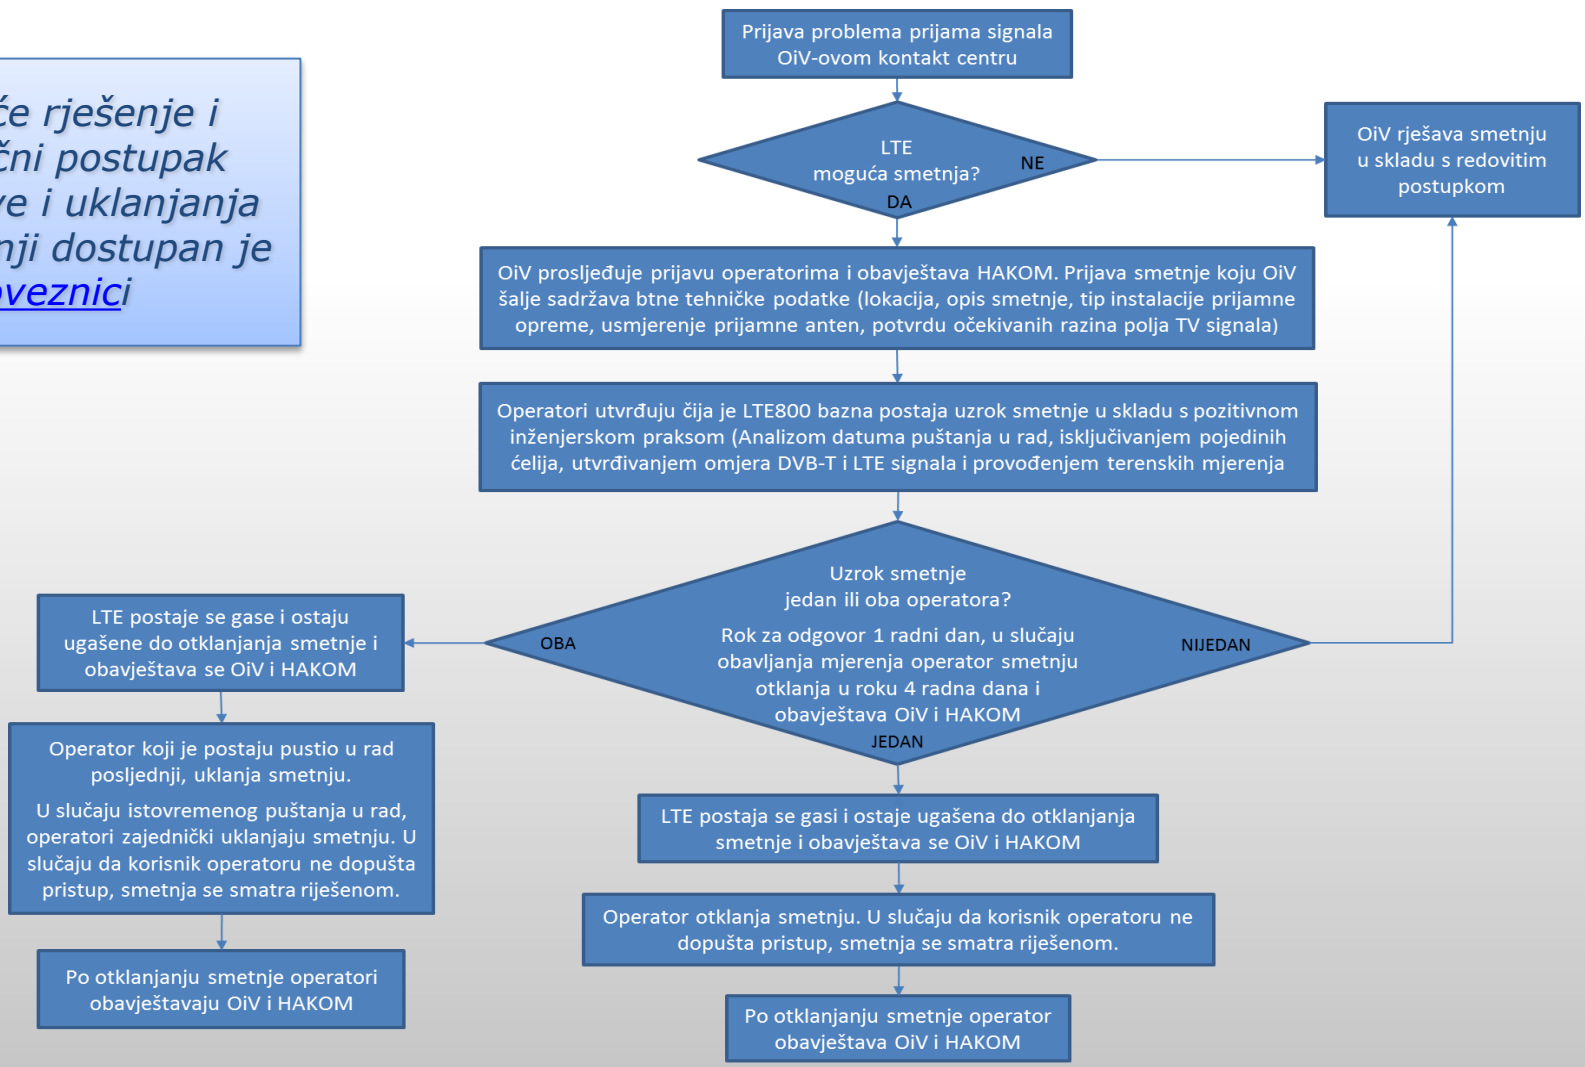 Prijava problema prijama signala
OiV-ovom kontakt centru
će rješenje i
čni postupak
ve i uklanjanja
nji dostupan je
oveznici
LTE
moguća smetnja?
NE
DA
OiV rješava smetnju
u skladu s redovitim
postupkom
OiV prosljeđuje prijavu operatorima i obavještava HAKOM. Prijava smetnje koju OiV
šalje sadržava btne tehničke podatke (lokacija, opis smetnje, tip instalacije prijamne
opreme, usmjerenje prijamne anten, potvrdu očekivanih razina polja TV signala)
Operatori utvrđuju čija je LTE800 bazna postaja uzrok smetnje u skladu s pozitivnom
inženjerskom praksom (Analizom datuma puštanja u rad, isključivanjem pojedinih
ćelija, utvrđivanjem omjera DVB-T i LTE signala i provođenjem terenskih mjerenja
Uzrok smetnje
jedan ili oba operatora?
Rok za odgovor 1 radni dan, u slučaju
obavljanja mjerenja operator smetnju
otklanja u roku 4 radna dana i
obavještava OiV i HAKOM
OBA
NIJEDAN
JEDAN
LTE postaje se gase i ostaju
ugašene do otklanjanja smetnje i
obavještava se OiV i HAKOM
Operator koji je postaju pustio u rad
posljednji, uklanja smetnju.
U slučaju istovremenog puštanja u rad,
operatori zajednički uklanjaju smetnju. U
slučaju da korisnik operatoru ne dopušta
pristup, smetnja se smatra riješenom.
Po otklanjanju smetnje operatori
obavještavaju OiV i HAKOM
LTE postaja se gasi i ostaje ugašena do otklanjanja
smetnje i obavještava se OiV i HAKOM
Operator otklanja smetnju. U slučaju da korisnik operatoru ne
dopušta pristup, smetnja se smatra riješenom.
Po otklanjanju smetnje operator
obavještava OiV i HAKOM